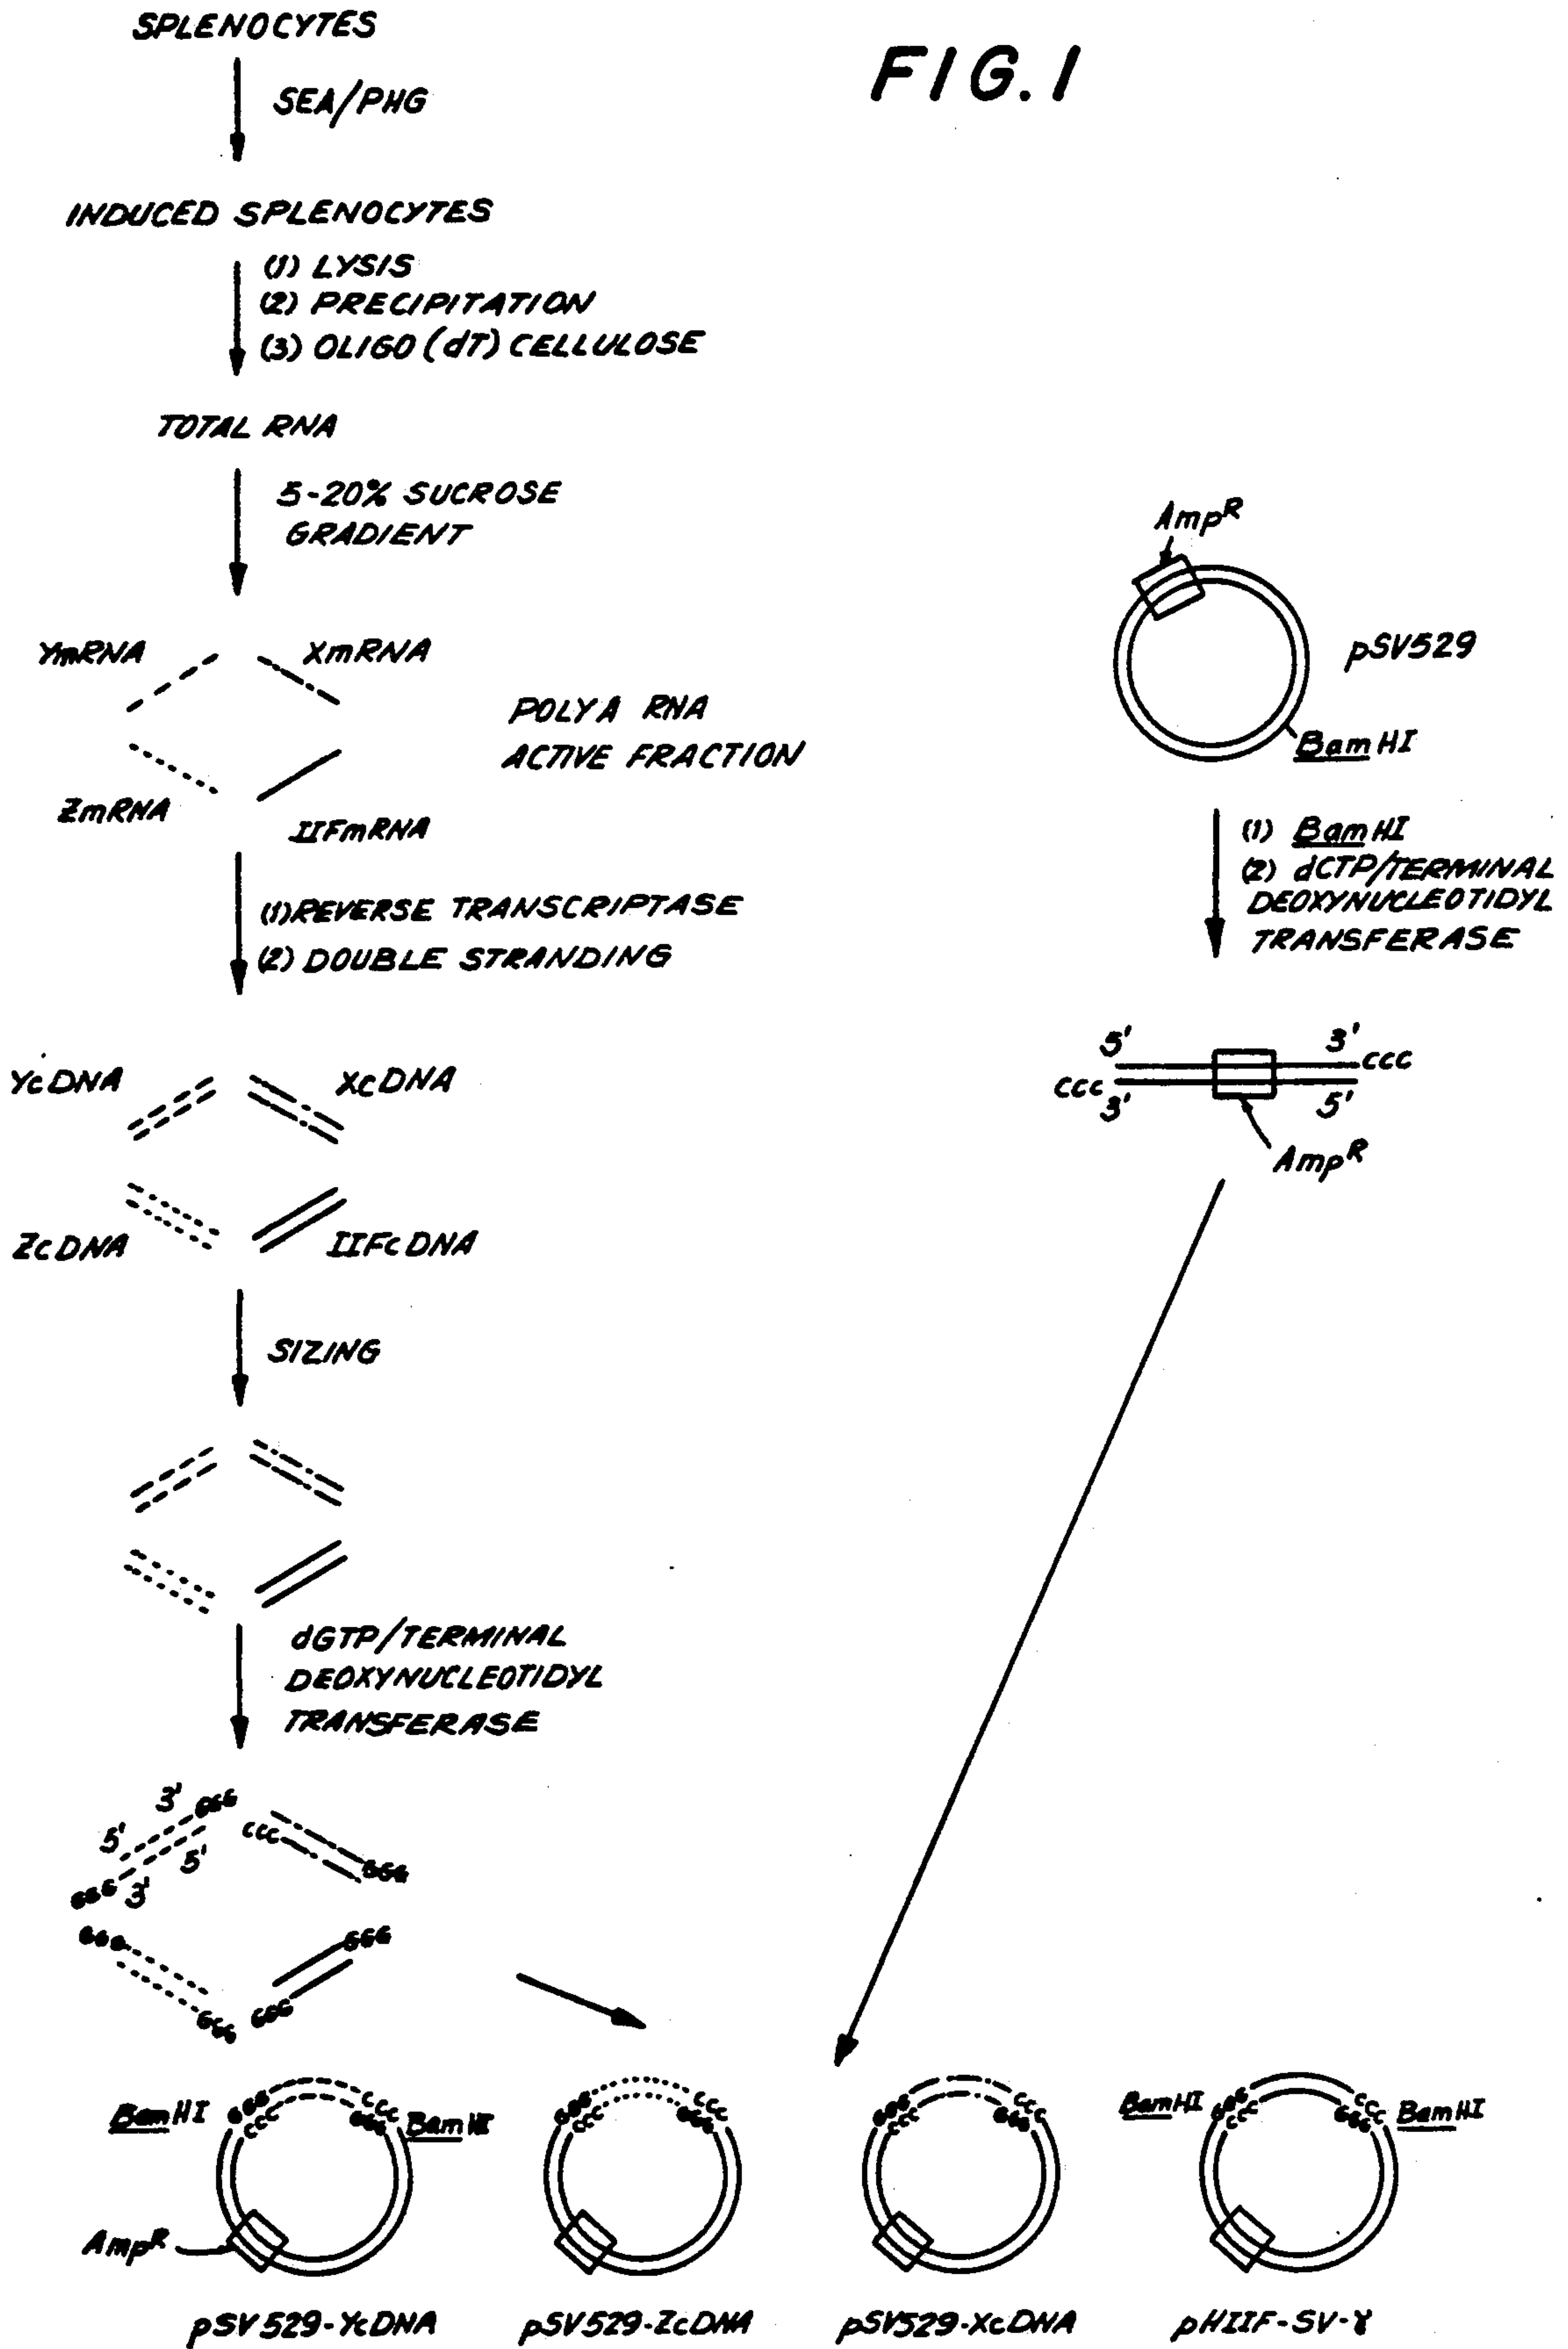 FIG. 1
SPLENOCYTES
SEA/PHG
INDUCED SPLENOCYTES
(1) LYSIS
(2) PRECIPITATION
(3) OLIGO (dT) CELLULOSE
TOTAL RNA
5-20% SUCROSE
GRADIENT
YmRNA
XmRNA
POLYA RNA
ACTIVE FRACTION
ZmRNA
IIFmRNA
(1) REVERSE TRANSCRIPTASE
(2) DOUBLE STRANDING
YcDNA
XcDNA
ZcDNA
IIFcDNA
SIZING
dGTP/TERMINAL
DEOXYNUCLEOTIDYL
TRANSFERASE
3' GGG
5'
5'
GGG 3'
CCC
GGG
GGG
GGG
GGG
GGG
AmpR
pSV529
BamHI
(1) BamHI
(2) dCTP/TERMINAL
DEOXYNUCLEOTIDYL
TRANSFERASE
5' 3' CCC
CCC 3' 5'
AmpR
BamHI GGG CCC CCC GGG BamHI
AmpR
pSV529-YcDNA
GGG CCC CCC GGG
pSV529-ZcDNA
GGG CCC CCC GGG
pSV529-XcDNA
BamHI GGG CCC CCC GGG BamHI
pHIIF-SV-γ